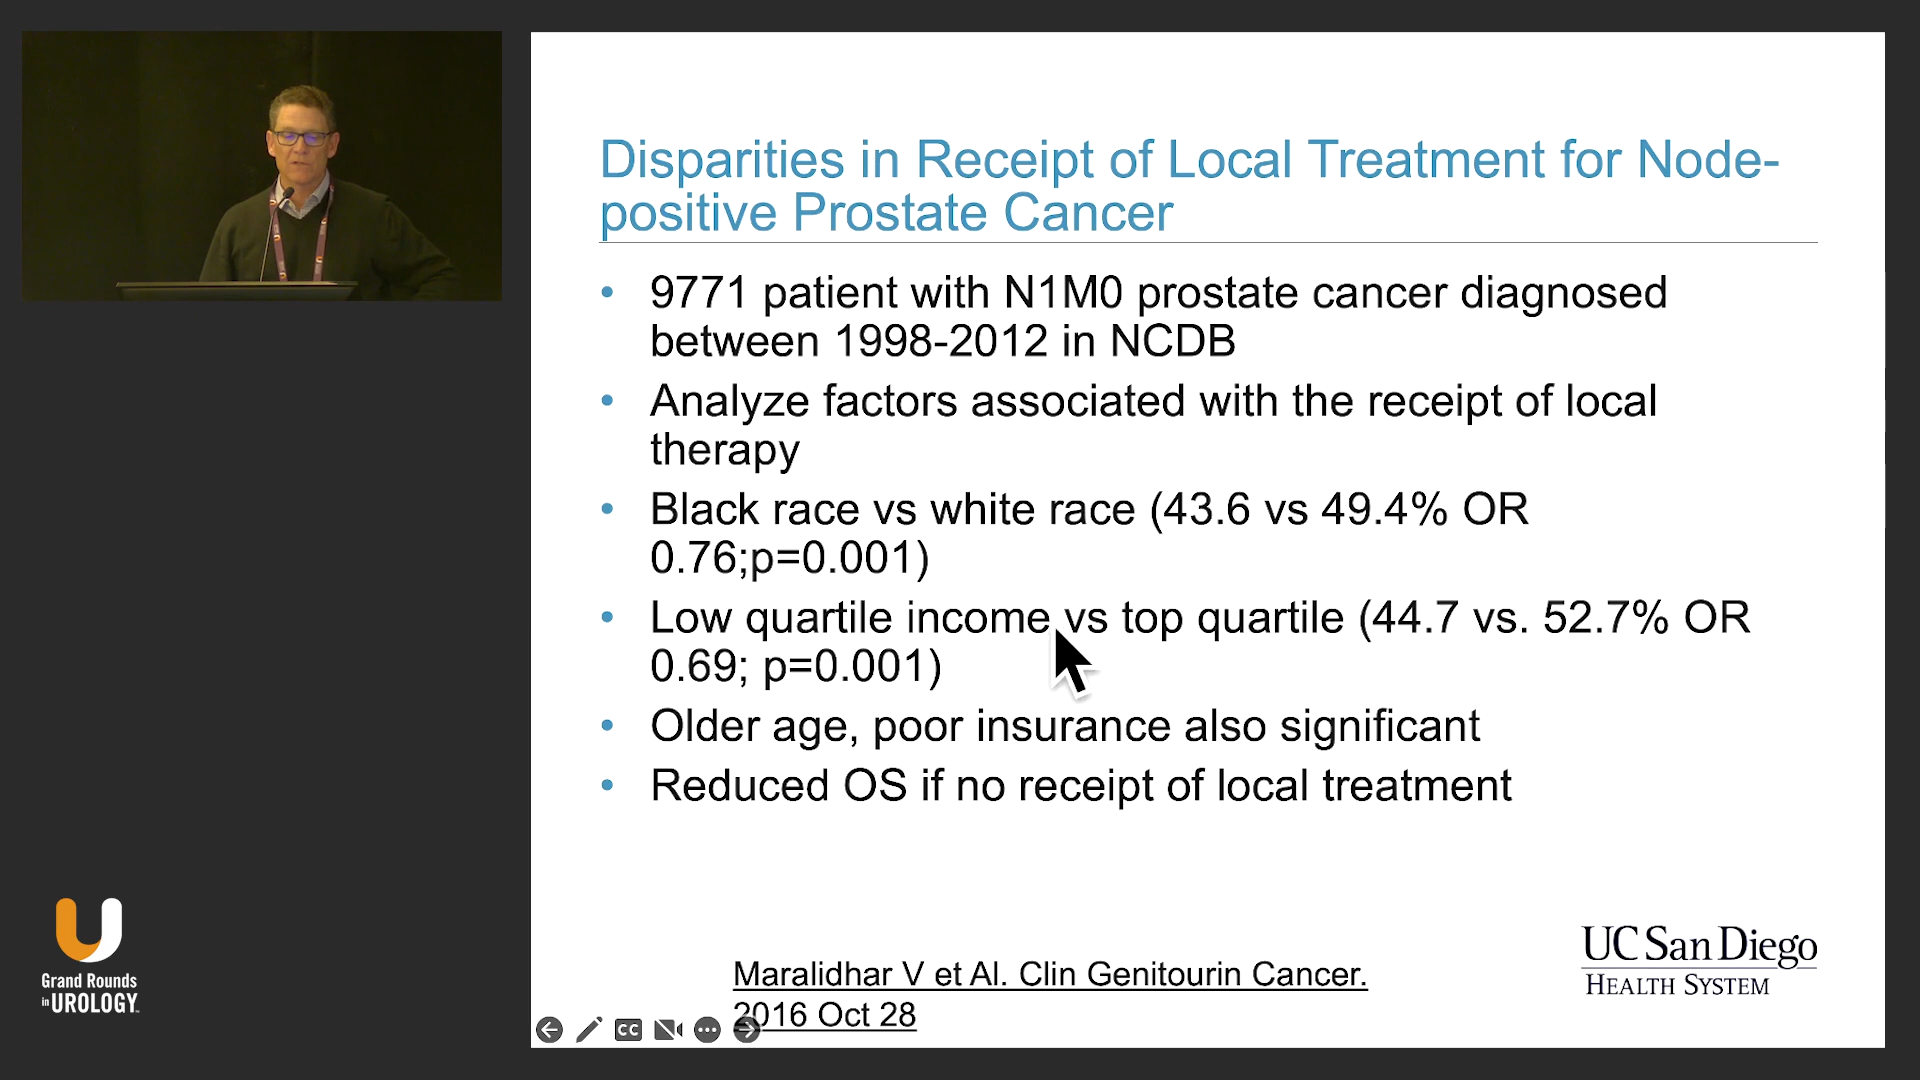 Disparities in Receipt of Local Treatment for Node-
positive Prostate Cancer
• 9771 patient with N1M0 prostate cancer diagnosed
between 1998-2012 in NCDB
• Analyze factors associated with the receipt of local
therapy
• Black race vs white race (43.6 vs 49.4% OR
0.76;p=0.001)
• Low quartile income vs top quartile (44.7 vs. 52.7% OR
0.69; p=0.001)
• Older age, poor insurance also significant
• Reduced OS if no receipt of local treatment
Maralidhar V et Al. Clin Genitourin Cancer.
2016 Oct 28
UC San Diego
HEALTH SYSTEM
Grand Rounds
in UROLOGY
CC